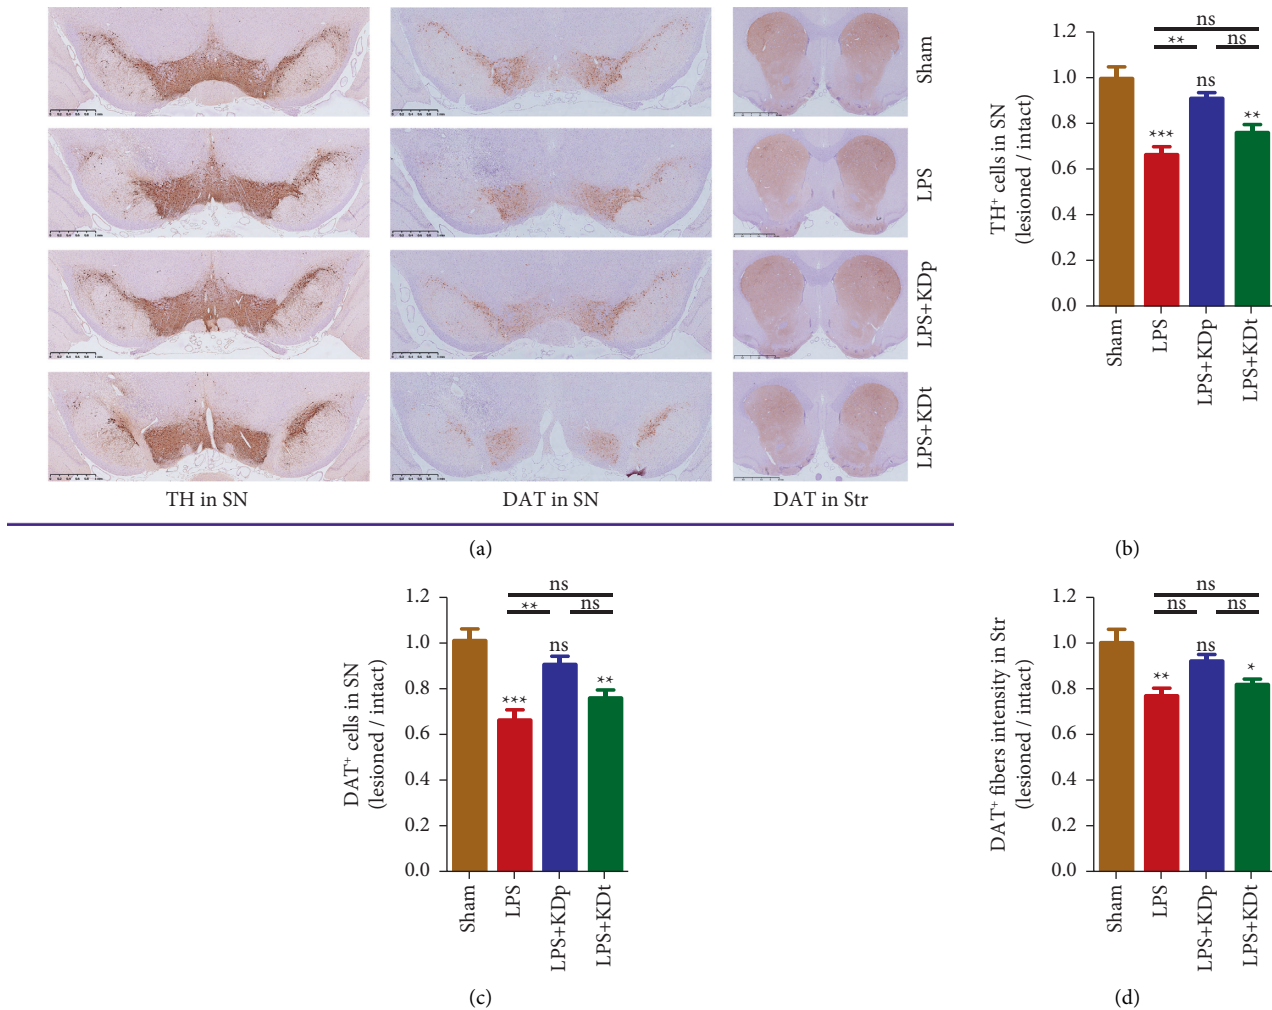 Sham
LPS
LPS+KDp
LPS+KDt
TH in SN
DAT in SN
DAT in Str
(a)
ns
** ns
1.2
1.0
0.8
0.6
0.4
0.2
0.0
TH+ cells in SN
(lesioned / intact)
***
ns
**
Sham
LPS
LPS+KDp
LPS+KDt
(b)
ns
** ns
1.2
1.0
0.8
0.6
0.4
0.2
0.0
DAT+ cells in SN
(lesioned / intact)
***
ns
**
Sham
LPS
LPS+KDp
LPS+KDt
(c)
ns
ns ns
1.2
1.0
0.8
0.6
0.4
0.2
0.0
DAT+ fibers intensity in Str
(lesioned / intact)
**
ns
*
Sham
LPS
LPS+KDp
LPS+KDt
(d)